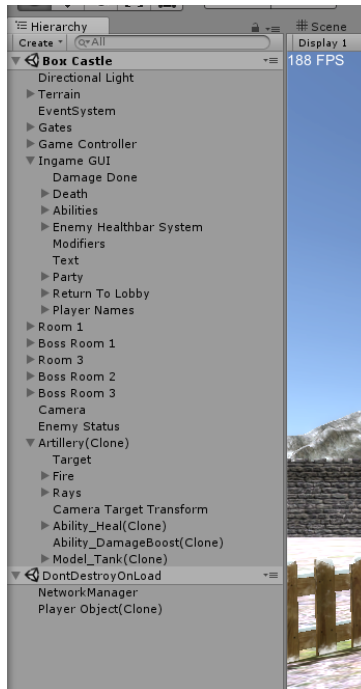 Hierarchy
# Scene
Create
All
Display 1
Box Castle
188 FPS
Directional Light
Terrain
EventSystem
Gates
Game Controller
Ingame GUI
Damage Done
Death
Abilities
Enemy Healthbar System
Modifiers
Text
Party
Return To Lobby
Player Names
Room 1
Boss Room 1
Room 3
Boss Room 2
Boss Room 3
Camera
Enemy Status
Artillery(Clone)
Target
Fire
Rays
Camera Target Transform
Ability_Heal(Clone)
Ability_DamageBoost(Clone)
Model_Tank(Clone)
DontDestroyOnLoad
NetworkManager
Player Object(Clone)